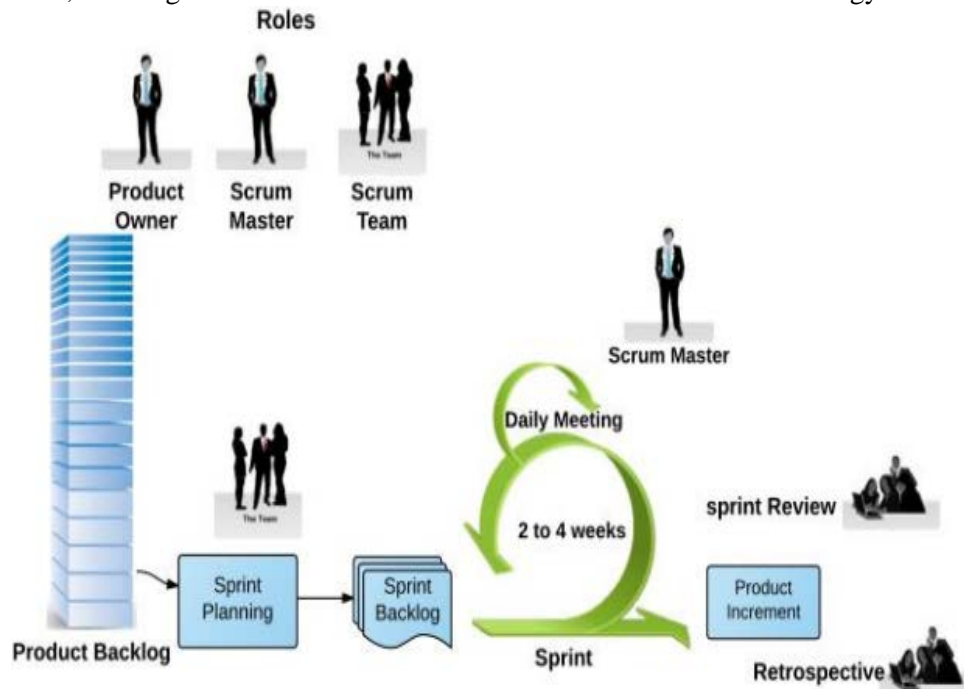 Roles
The Team
Product
Owner
Scrum
Master
Scrum
Team
Scrum Master
Daily Meeting
The Team
sprint Review
2 to 4 weeks
Sprint
Planning
Sprint
Backlog
Product
Increment
Product Backlog
Sprint
Retrospective